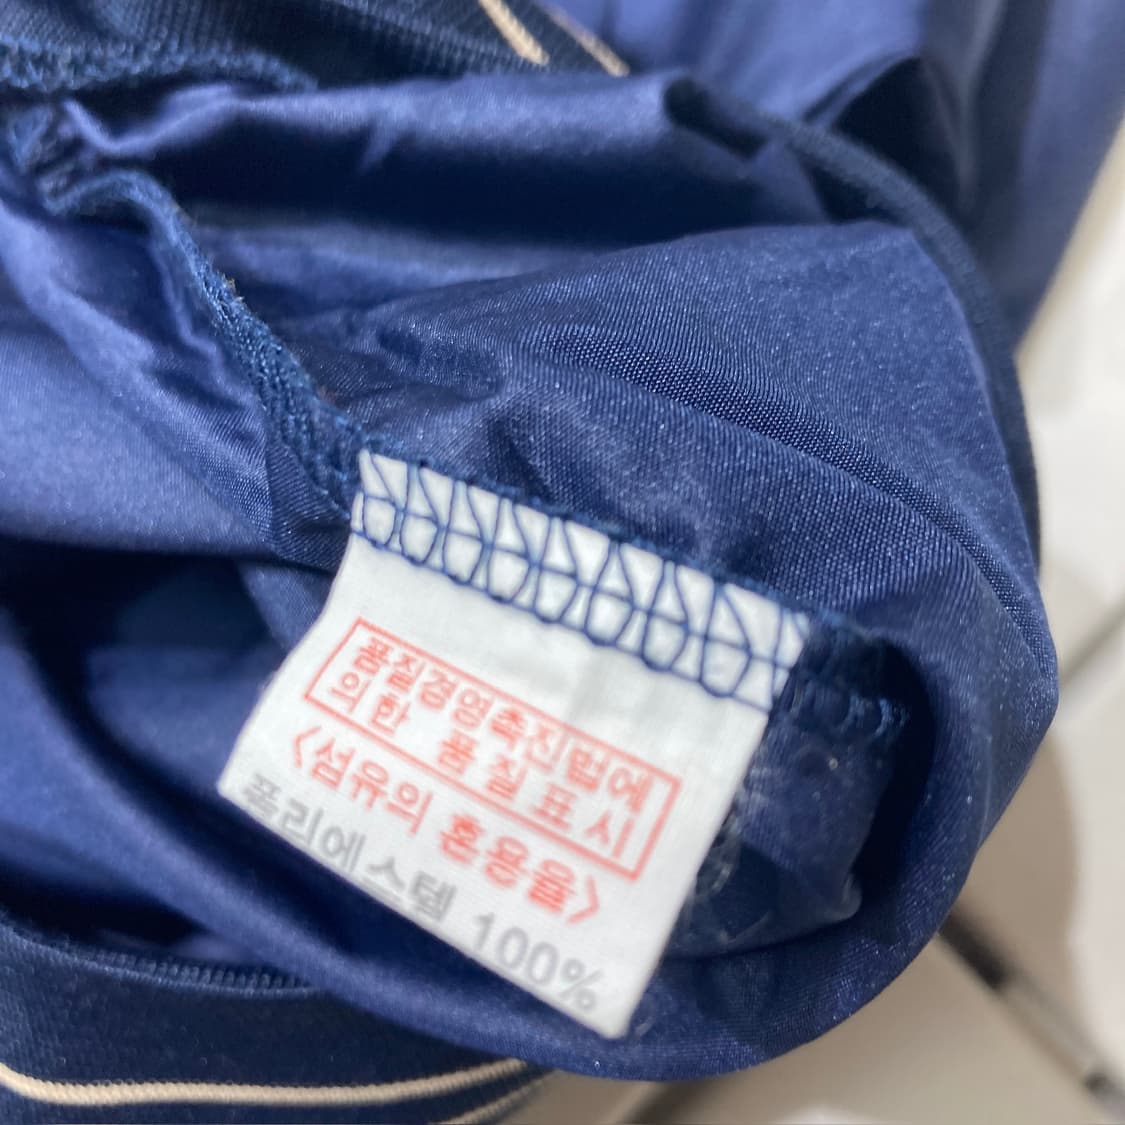 품질경영촉진법에
의한 품질표시
<섬유의 혼용율>
폴리에스텔 100%